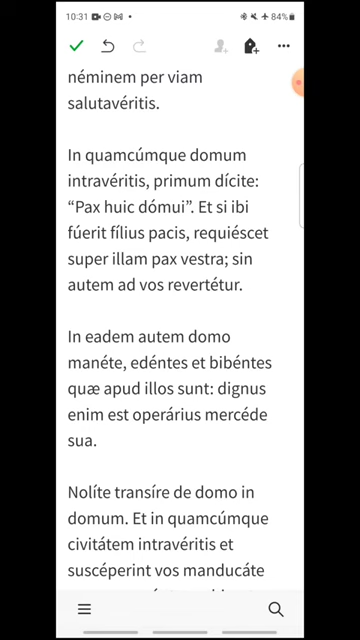 10:31
84%
néminem per viam
salutavéritis.
In quamcúmque domum
intravéritis, primum dícite:
“Pax huic dómui”. Et si ibi
fúerit fílius pacis, requiéscet
super illam pax vestra; sin
autem ad vos revertétur.
In eadem autem domo
manéte, edéntes et bibéntes
quæ apud illos sunt: dignus
enim est operárius mercéde
sua.
Nolíte transíre de domo in
domum. Et in quamcúmque
civitátem intravéritis et
suscéperint vos manducáte